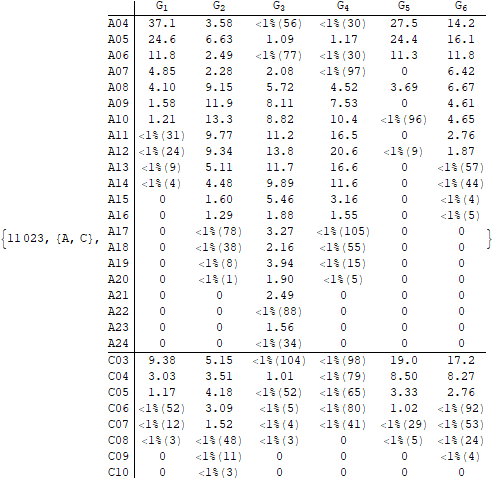 G1 G2 G3 G4 G5 G6
A04 37.1 3.58 <1%(56) <1%(30) 27.5 14.2
A05 24.6 6.63 1.09 1.17 24.4 16.1
A06 11.8 2.49 <1%(77) <1%(30) 11.3 11.8
A07 4.85 2.28 2.08 <1%(97) 0 6.42
A08 4.10 9.15 5.72 4.52 3.69 6.67
A09 1.58 11.9 8.11 7.53 0 4.61
A10 1.21 13.3 8.82 10.4 <1%(96) 4.65
A11 <1%(31) 9.77 11.2 16.5 0 2.76
A12 <1%(24) 9.34 13.8 20.6 <1%(9) 1.87
A13 <1%(9) 5.11 11.7 16.6 0 <1%(57)
A14 <1%(4) 4.48 9.89 11.6 0 <1%(44)
A15 0 1.60 5.46 3.16 0 <1%(4)
A16 0 1.29 1.88 1.55 0 <1%(5)
A17 0 <1%(78) 3.27 <1%(105) 0 0
{11023, {A, C}, A18 0 <1%(38) 2.16 <1%(55) 0 0 }
A19 0 <1%(8) 3.94 <1%(15) 0 0
A20 0 <1%(1) 1.90 <1%(5) 0 0
A21 0 0 2.49 0 0 0
A22 0 0 <1%(88) 0 0 0
A23 0 0 1.56 0 0 0
A24 0 0 <1%(34) 0 0 0
C03 9.38 5.15 <1%(104) <1%(98) 19.0 17.2
C04 3.03 3.51 1.01 <1%(79) 8.50 8.27
C05 1.17 4.18 <1%(52) <1%(65) 3.33 2.76
C06 <1%(52) 3.09 <1%(5) <1%(80) 1.02 <1%(92)
C07 <1%(12) 1.52 <1%(4) <1%(41) <1%(29) <1%(53)
C08 <1%(3) <1%(48) <1%(3) 0 <1%(5) <1%(24)
C09 0 <1%(11) 0 0 0 <1%(4)
C10 0 <1%(3) 0 0 0 0